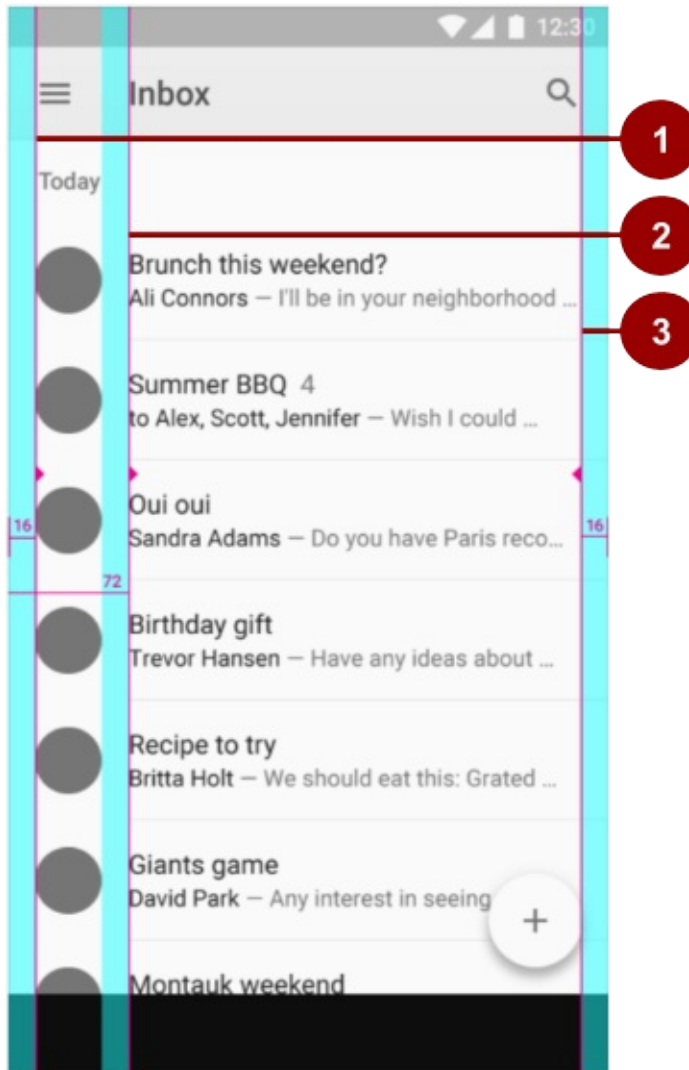 12:30
Inbox
1
Today
2
Brunch this weekend?
Ali Connors — I'll be in your neighborhood ...
3
Summer BBQ 4
to Alex, Scott, Jennifer — Wish I could ...
Oui oui
16
Sandra Adams — Do you have Paris reco...
16
72
Birthday gift
Trevor Hansen — Have any ideas about ...
Recipe to try
Britta Holt — We should eat this: Grated ...
Giants game
David Park — Any interest in seeing
+
Montauk weekend